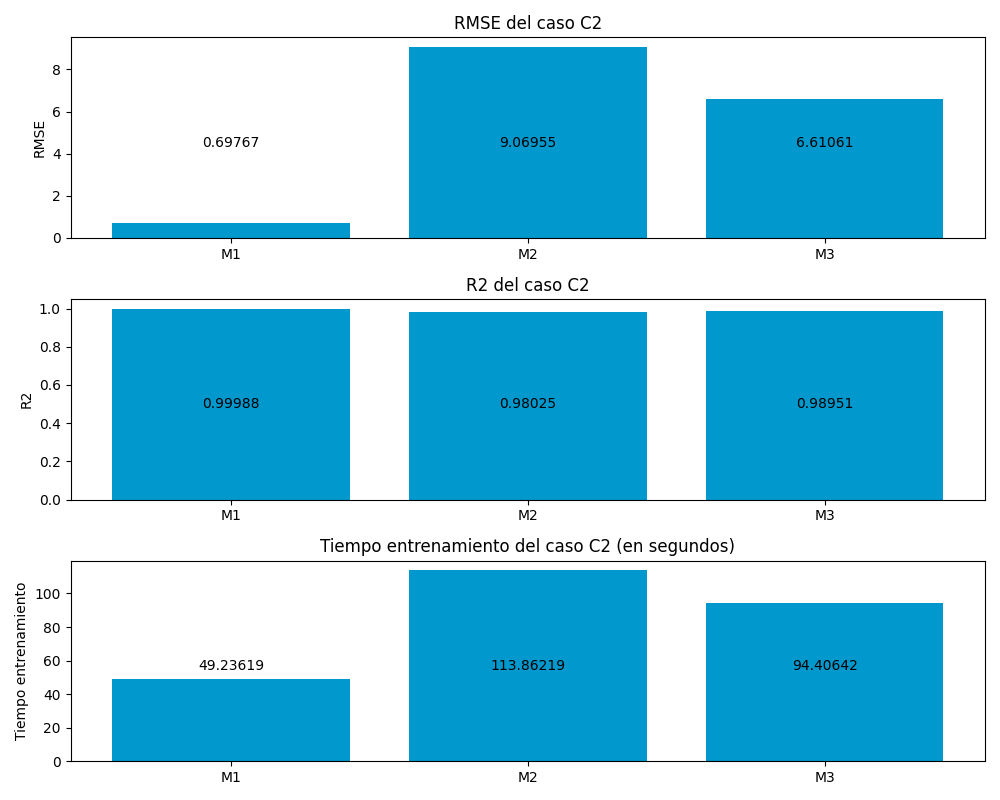 RMSE del caso C2
RMSE
8
6
4
2
0
0.69767
9.06955
6.61061
M1
M2
M3
R2 del caso C2
R2
1.0
0.8
0.6
0.4
0.2
0.0
0.99988
0.98025
0.98951
M1
M2
M3
Tiempo entrenamiento del caso C2 (en segundos)
Tiempo entrenamiento
100
80
60
40
20
0
49.23619
113.86219
94.40642
M1
M2
M3